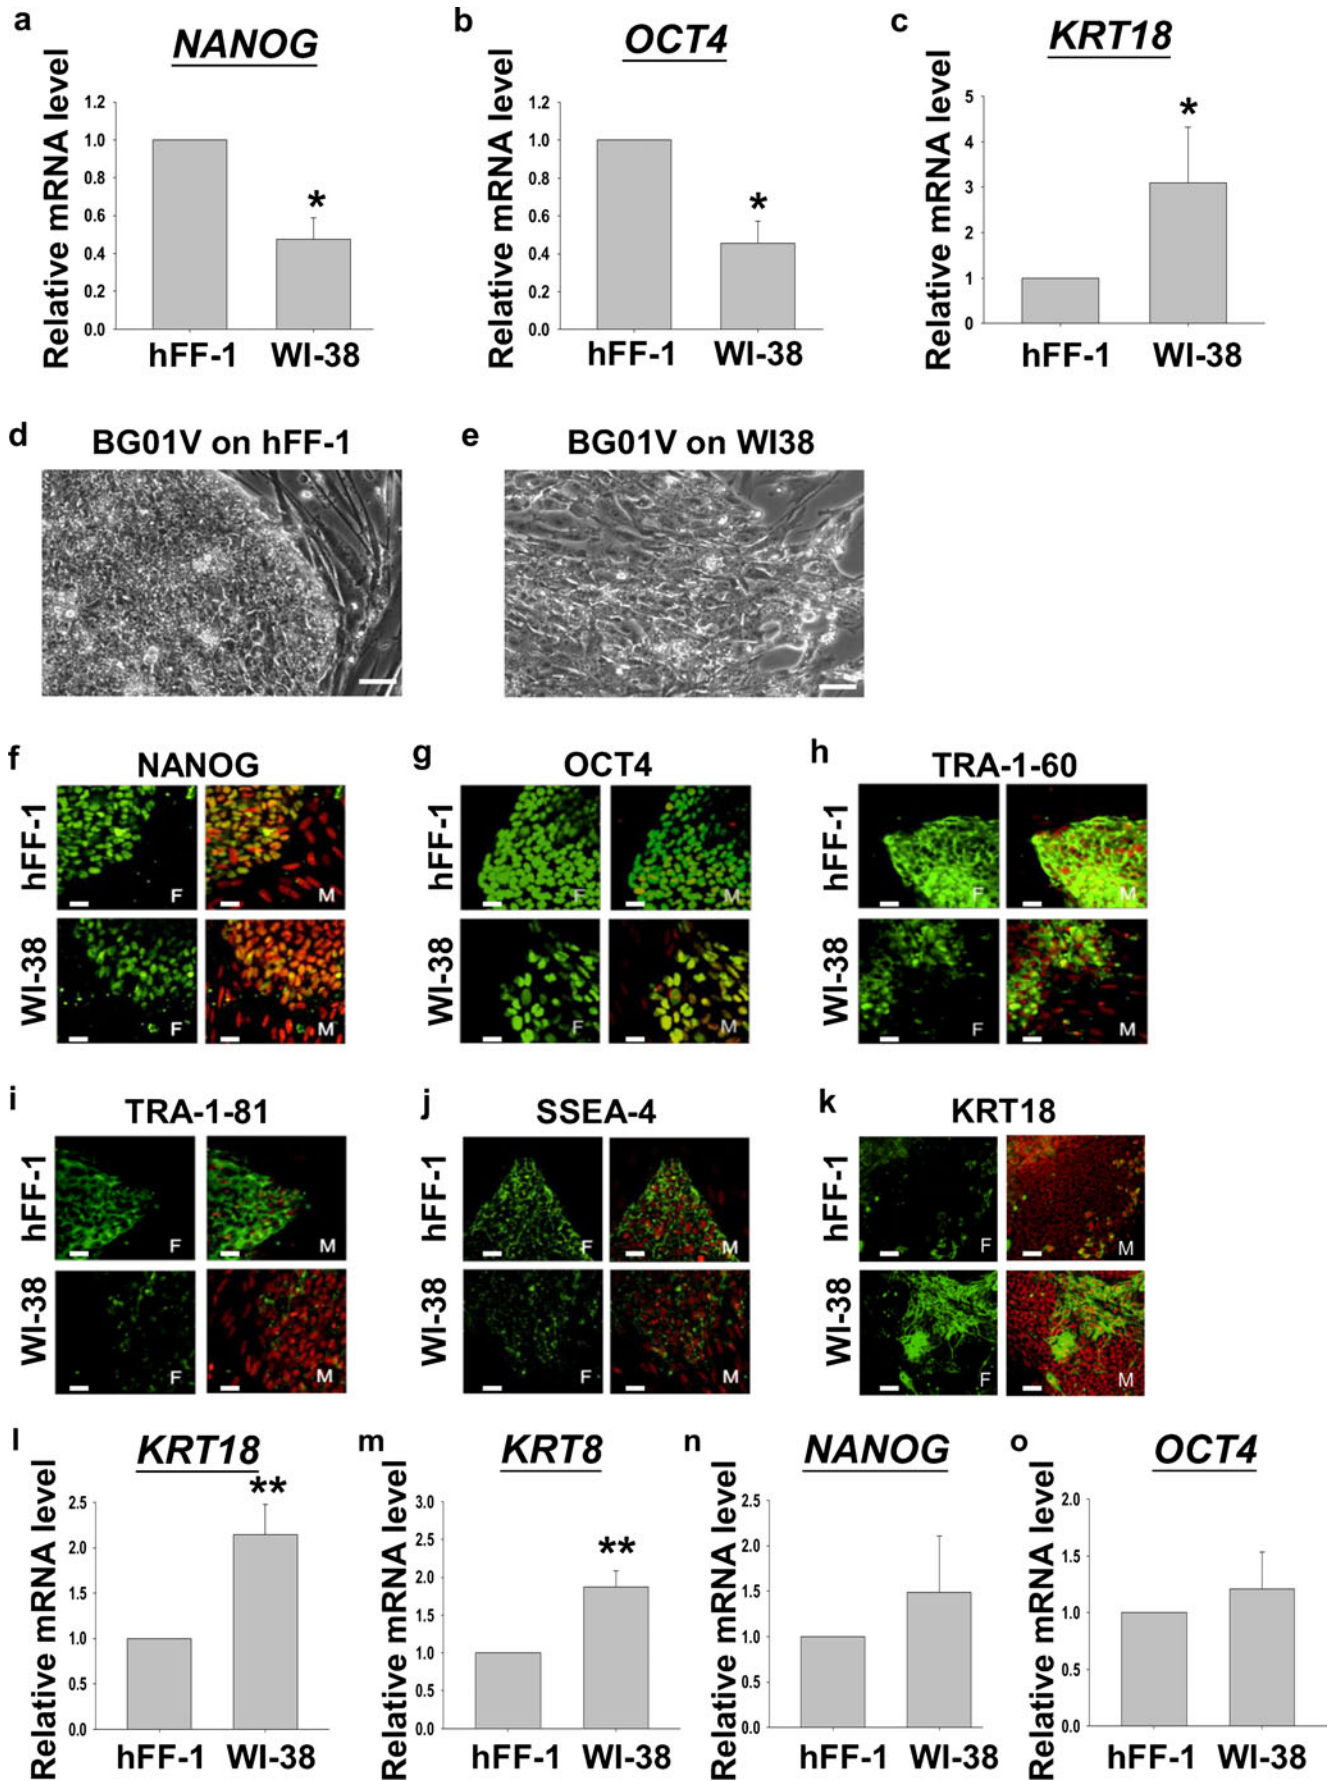 a
NANOG
Relative mRNA level
1.2
1.0
0.8
0.6
0.4
0.2
0.0
*
hFF-1 WI-38
b
OCT4
Relative mRNA level
1.2
1.0
0.8
0.6
0.4
0.2
0.0
*
hFF-1 WI-38
c
KRT18
Relative mRNA level
5
4
3
2
1
0
*
hFF-1 WI-38
d
BG01V on hFF-1
e
BG01V on WI38
f
NANOG
hFF-1
F
M
WI-38
F
M
g
OCT4
hFF-1
F
M
WI-38
F
M
h
TRA-1-60
hFF-1
F
M
WI-38
F
M
i
TRA-1-81
hFF-1
F
M
WI-38
F
M
j
SSEA-4
hFF-1
F
M
WI-38
F
M
k
KRT18
hFF-1
F
M
WI-38
F
M
l
KRT18
Relative mRNA level
2.5
2.0
1.5
1.0
0.5
0.0
**
hFF-1 WI-38
m
KRT8
Relative mRNA level
3.0
2.5
2.0
1.5
1.0
0.5
0.0
**
hFF-1 WI-38
n
NANOG
Relative mRNA level
2.5
2.0
1.5
1.0
0.5
0.0
hFF-1 WI-38
o
OCT4
Relative mRNA level
2.0
1.5
1.0
0.5
0.0
hFF-1 WI-38